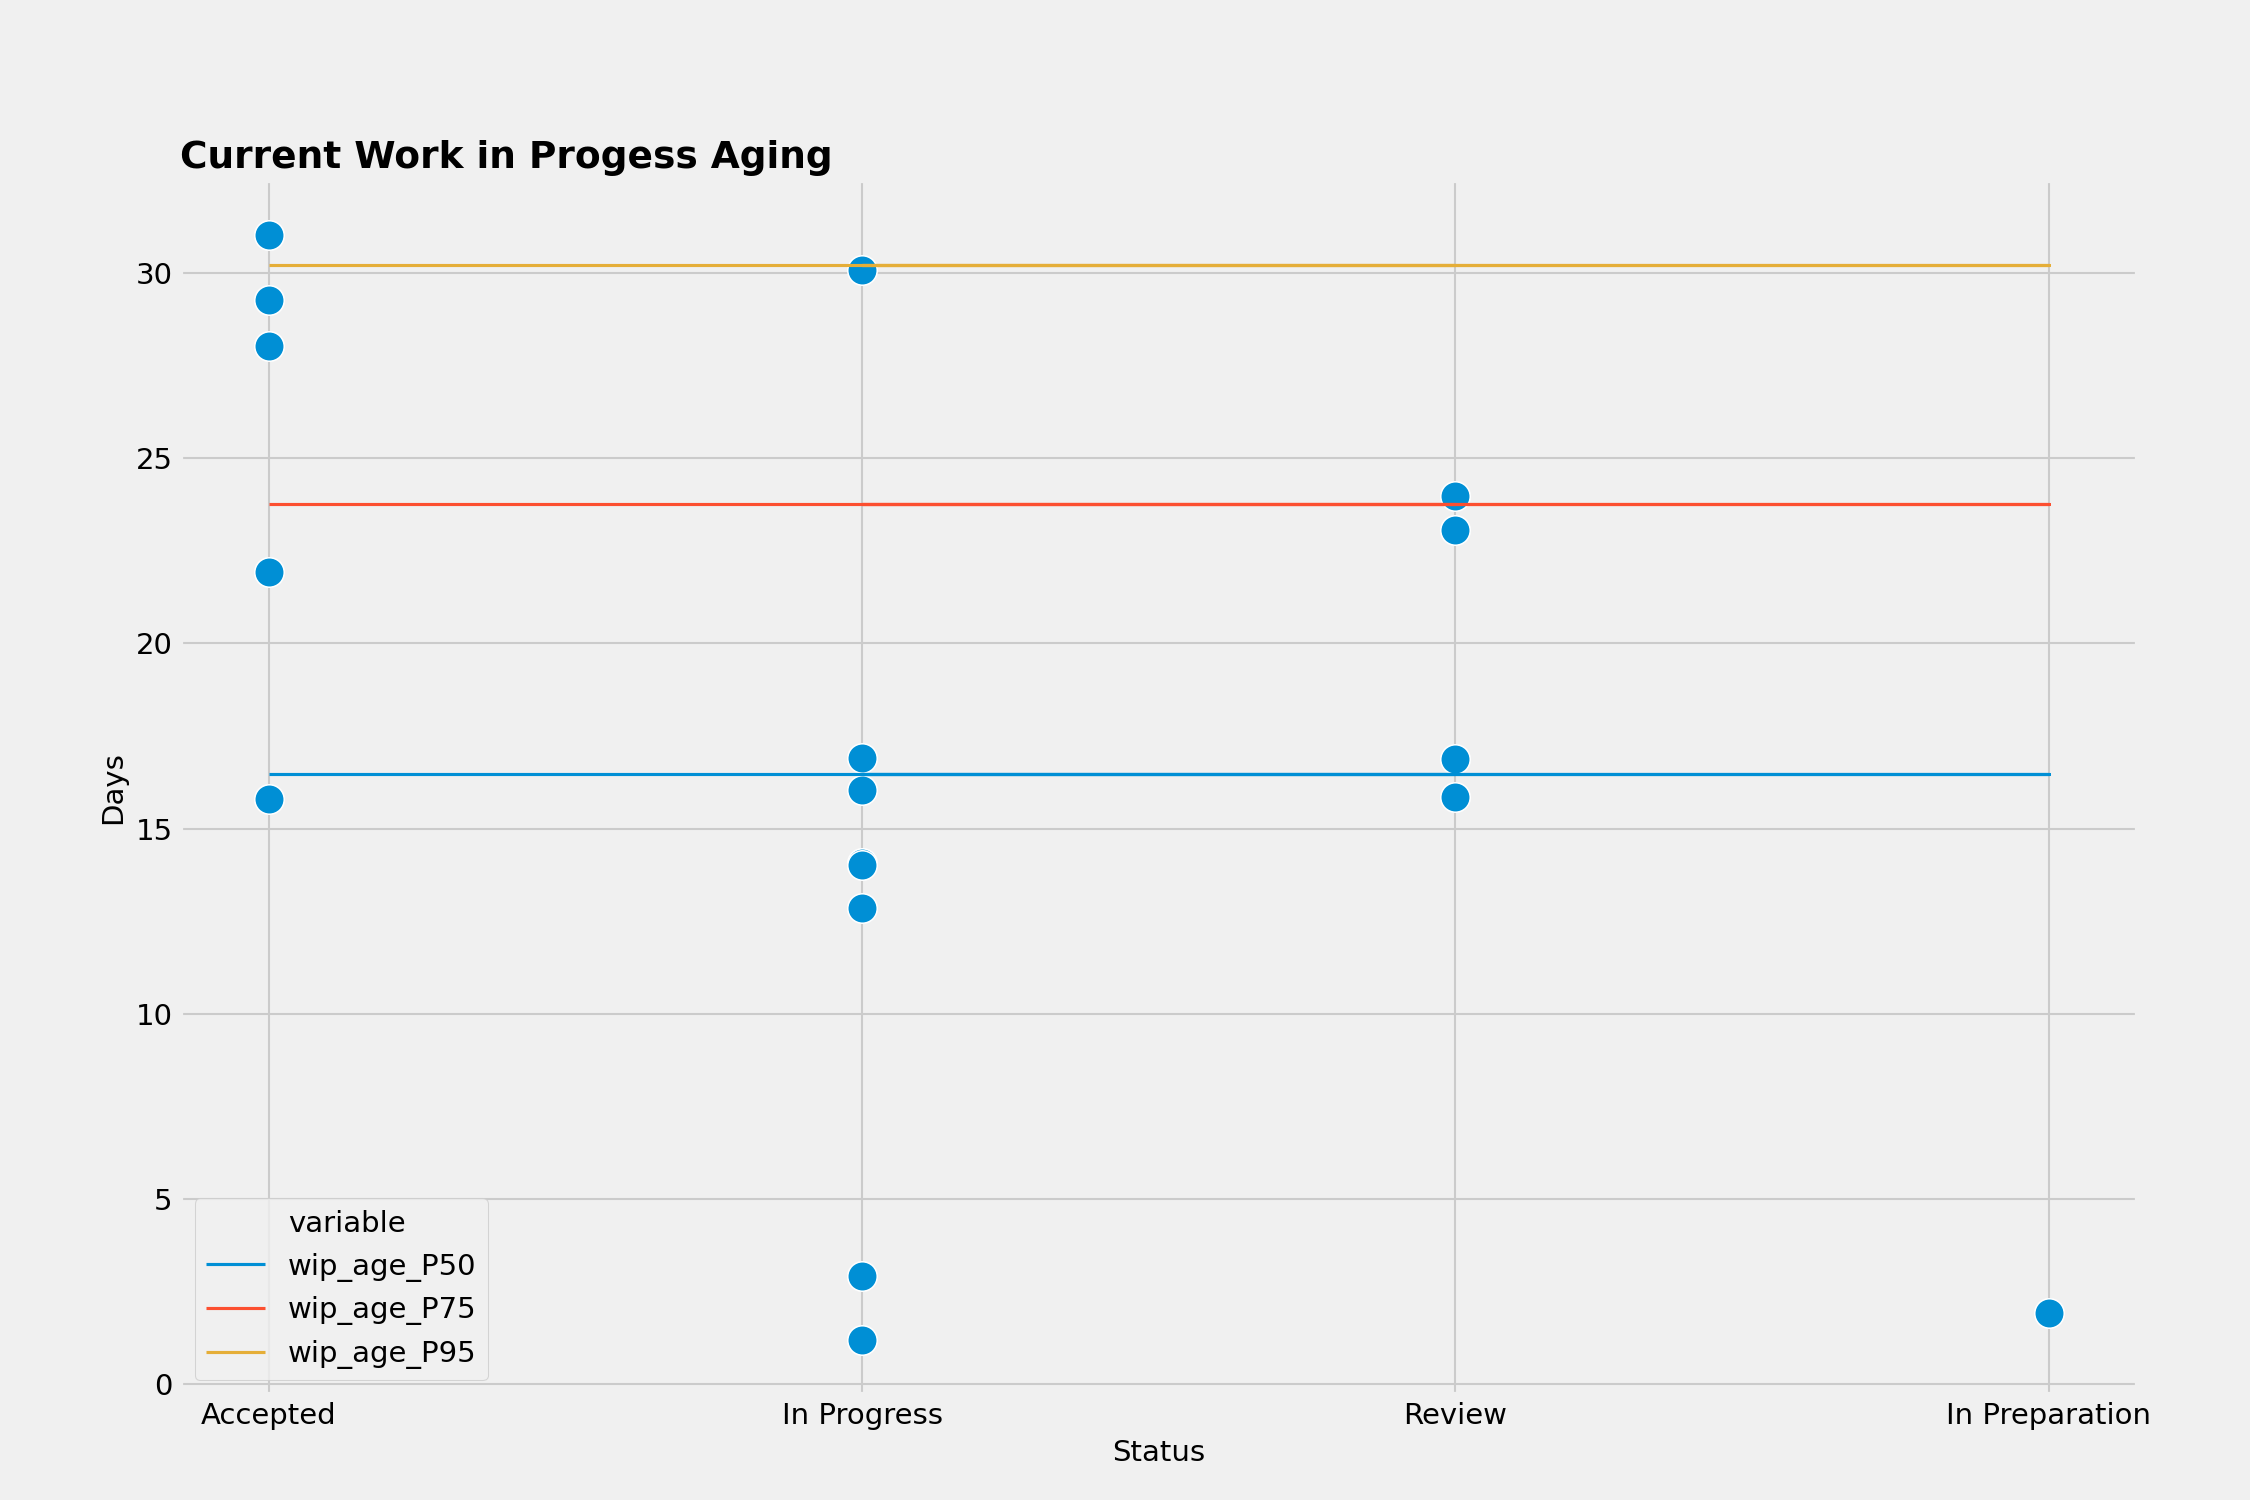 Current Work in Progess Aging
30
25
20
15
10
5
0
Days
variable
wip_age_P50
wip_age_P75
wip_age_P95
Accepted
In Progress
Review
In Preparation
Status